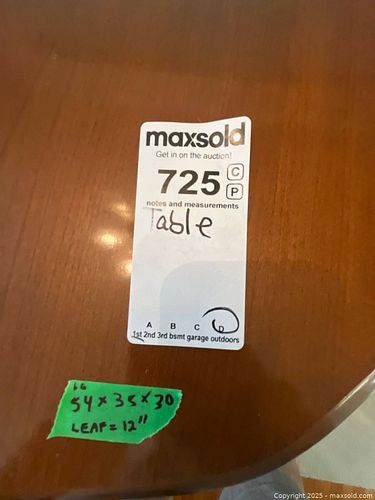 maxsold
Get in on the auction!
725 C
P
notes and measurements
Table
A B C D
1st 2nd 3rd bsmt garage outdoors
54 x 35 x 30
LEAF = 12"
Copyright 2025 - maxsold.com